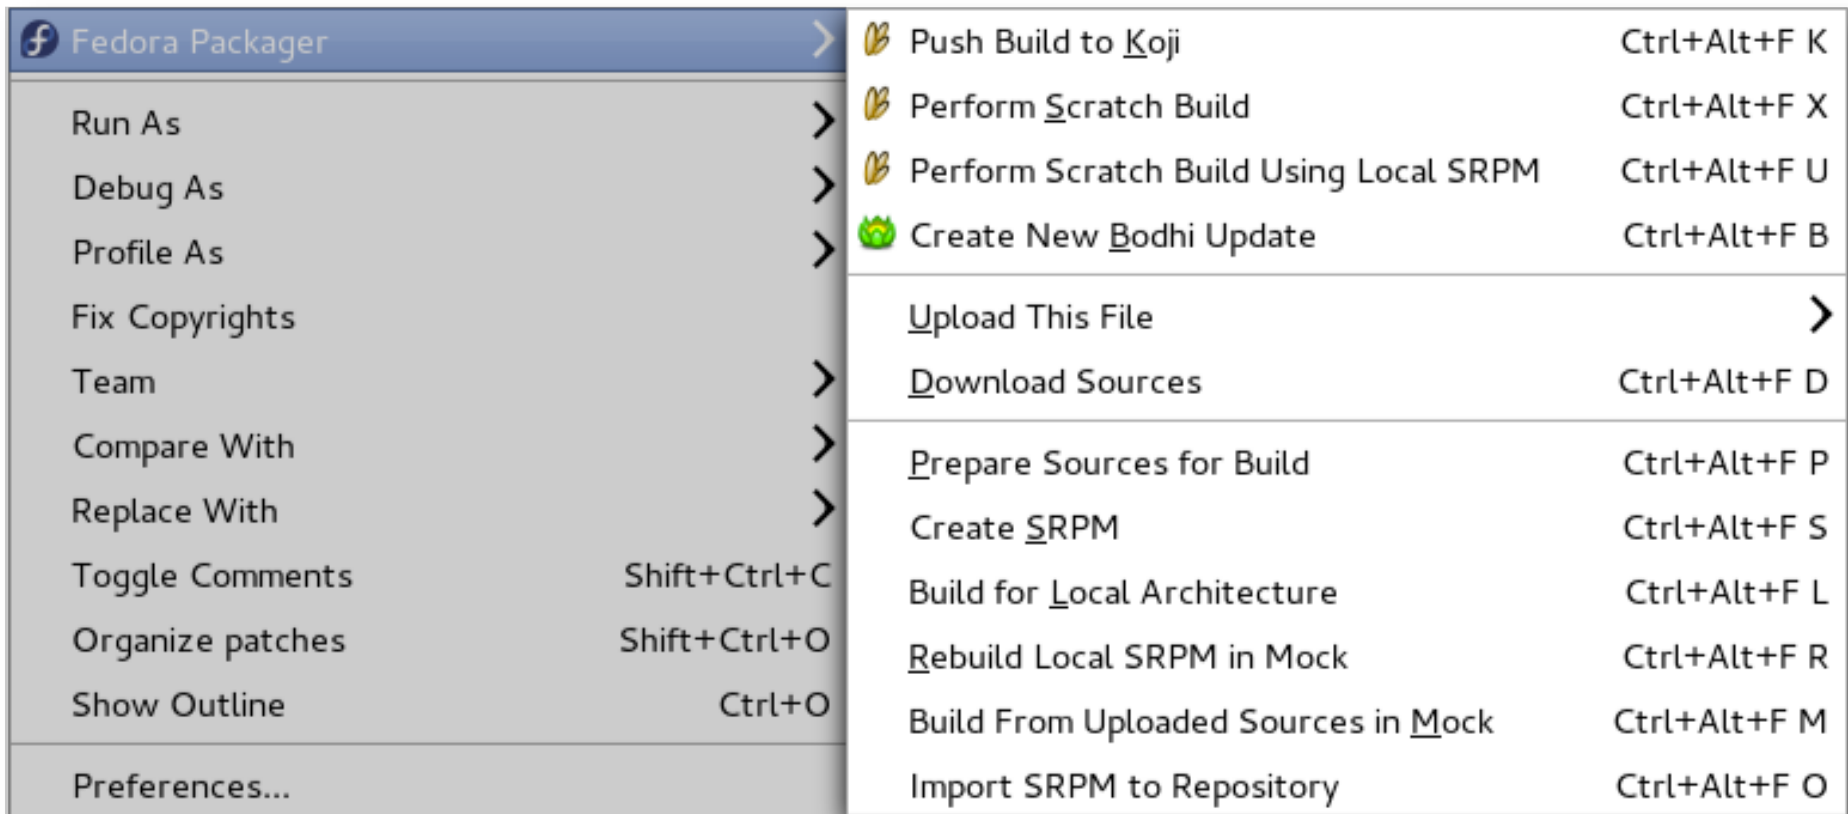 Fedora Packager
Run As
Debug As
Profile As
Fix Copyrights
Team
Compare With
Replace With
Toggle Comments Shift+Ctrl+C
Organize patches Shift+Ctrl+O
Show Outline Ctrl+O
Preferences...
Push Build to Koji Ctrl+Alt+F K
Perform Scratch Build Ctrl+Alt+F X
Perform Scratch Build Using Local SRPM Ctrl+Alt+F U
Create New Bodhi Update Ctrl+Alt+F B
Upload This File
Download Sources Ctrl+Alt+F D
Prepare Sources for Build Ctrl+Alt+F P
Create SRPM Ctrl+Alt+F S
Build for Local Architecture Ctrl+Alt+F L
Rebuild Local SRPM in Mock Ctrl+Alt+F R
Build From Uploaded Sources in Mock Ctrl+Alt+F M
Import SRPM to Repository Ctrl+Alt+F O